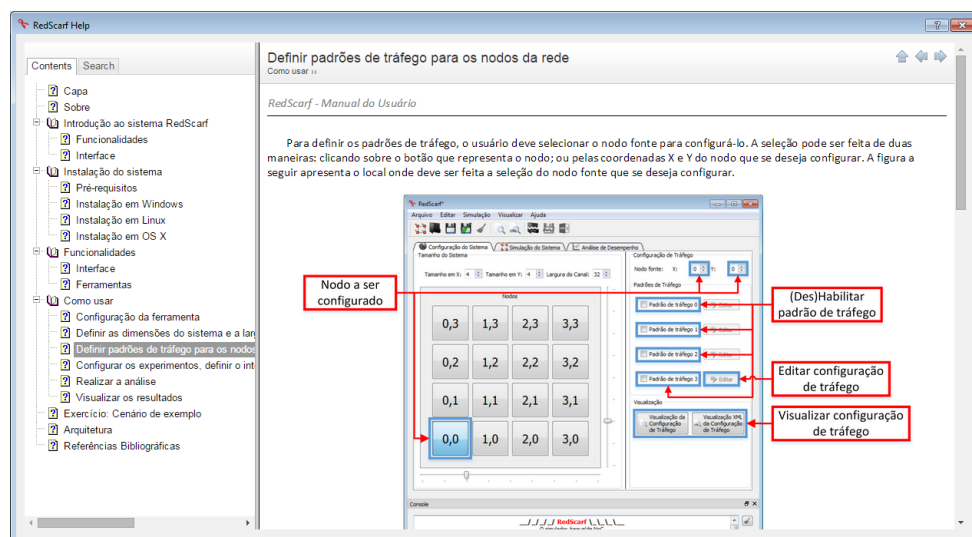 RedScarf Help
Contents
Search
Capa
Sobre
Introdução ao sistema RedScarf
Funcionalidades
Interface
Instalação do sistema
Pré-requisitos
Instalação em Windows
Instalação em Linux
Instalação em OS X
Funcionalidades
Interface
Ferramentas
Como usar
Configuração da ferramenta
Definir as dimensões do sistema e a lar
Definir padrões de tráfego para os nodos
Configurar os experimentos, definir o int
Realizar a análise
Visualizar os resultados
Exercício: Cenário de exemplo
Arquitetura
Referências Bibliográficas
Definir padrões de tráfego para os nodos da rede
Como usar ››
RedScarf - Manual do Usuário
Para definir os padrões de tráfego, o usuário deve selecionar o nodo fonte para configurá-lo. A seleção pode ser feita de duas
maneiras: clicando sobre o botão que representa o nodo; ou pelas coordenadas X e Y do nodo que se deseja configurar. A figura a
seguir apresenta o local onde deve ser feita a seleção do nodo fonte que se deseja configurar.
RedScarf*
Arquivo Editar Simulação Visualizar Ajuda
Configuração do Sistema Simulação do Sistema Análise de Desempenho
Tamanho do Sistema
Tamanho em X: 4 Tamanho em Y: 4 Largura do Canal: 32
Nodos
0,3 1,3 2,3 3,3
0,2 1,2 2,2 3,2
0,1 1,1 2,1 3,1
0,0 1,0 2,0 3,0
Configuração de Tráfego
Nodo fonte: X: 0 Y: 0
Padrões de Tráfego
Padrão de tráfego 0 Editar
Padrão de tráfego 1 Editar
Padrão de tráfego 2 Editar
Padrão de tráfego 3 Editar
Visualização
Visualização da
Configuração
de Tráfego
Visualização XML
da Configuração
de Tráfego
Nodo a ser
configurado
(Des)Habilitar
padrão de tráfego
Editar configuração
de tráfego
Visualizar configuração
de tráfego
Console
_/_/_/_/ RedScarf \_\_\_\_